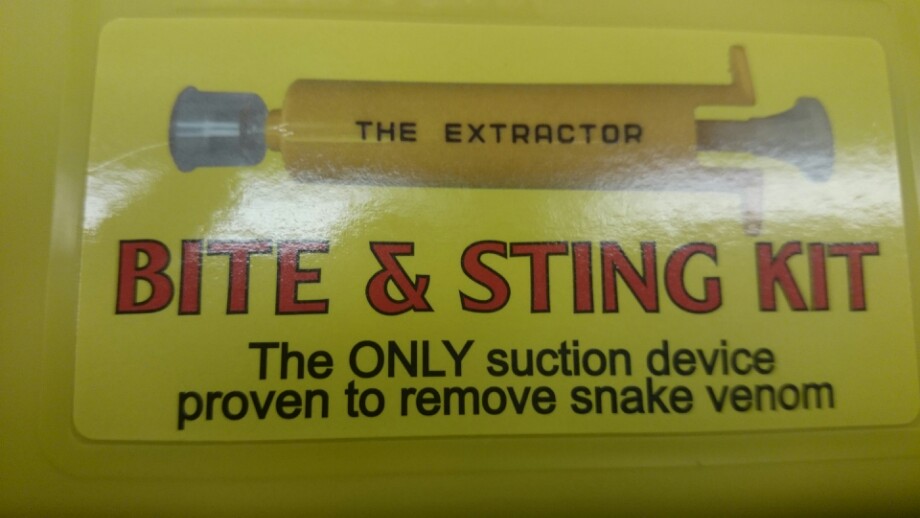 THE EXTRACTOR
BITE & STING KIT
The ONLY suction device
proven to remove snake venom